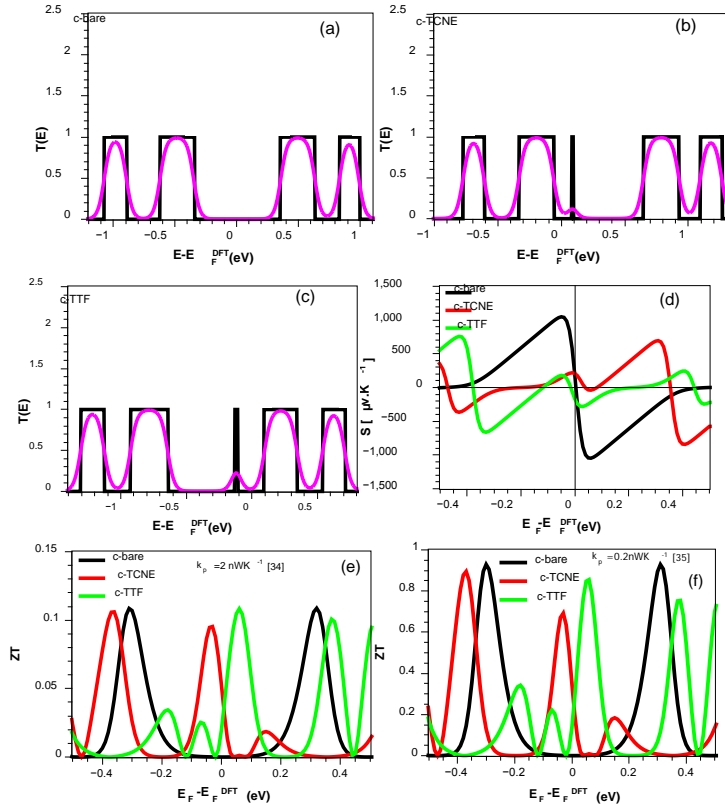 c-bare
(a)
2.5
2
1.5
1
0.5
0
T(E)
−1 −0.5 0 0.5 1
E-E F DFT (eV)
c-TCNE
(b)
2.5
2
1.5
1
0.5
0
T(E)
−1 −0.5 0 0.5 1
E-E F DFT (eV)
c-TTF
(c)
2.5
2
1.5
1
0.5
0
T(E)
−1 −0.5 0 0.5
E-E F DFT (eV)
c-bare
c-TCNE
c-TTF
(d)
1,500
1,000
500
0
−500
−1,000
−1,500
S [ μv.K −1 ]
−0.4 −0.2 0 0.2 0.4
E F -E F DFT (eV)
c-bare
c-TCNE
c-TTF
k p =2 nWK −1 [34]
(e)
0.15
0.1
0.05
0
ZT
−0.4 −0.2 0 0.2 0.4
E F -E F DFT (eV)
c-bare
c-TCNE
c-TTF
k p =0.2nWK −1 [35]
(f)
1
0.8
0.6
0.4
0.2
0
ZT
−0.4 −0.2 0 0.2 0.4
E F -E F DFT (eV)